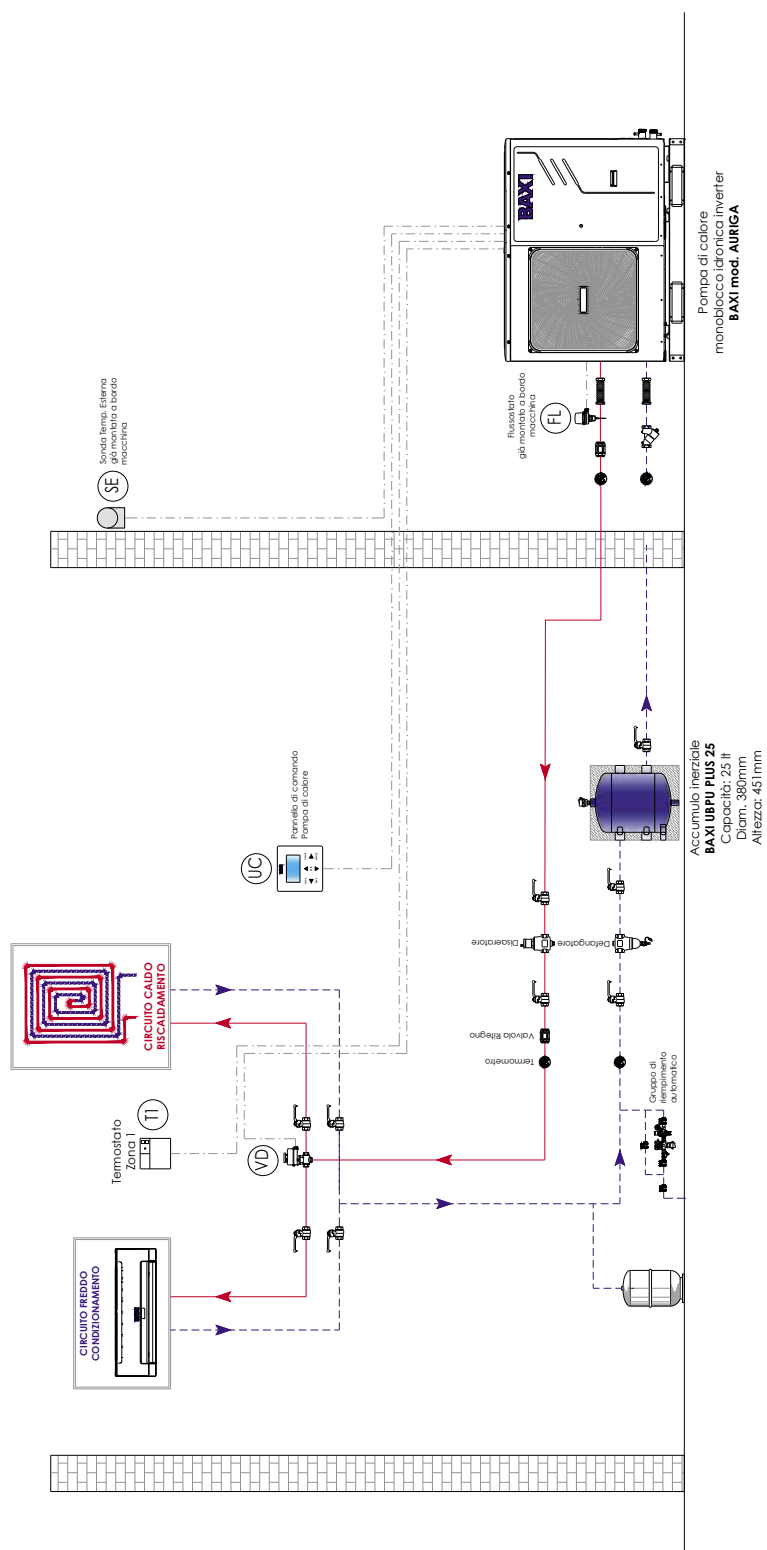 CIRCUITO FREDDO
CONDIZIONAMENTO
Termostato
Zona 1
T1
VD
CIRCUITO CALDO
RISCALDAMENTO
UC
Pannello di comando
Pompa di calore
SE
Sonda Temp. Esterna
già montata a bordo
macchina
Flussostato
già montato a bordo
macchina
FL
BAXI
Pompa di calore
monoblocco idronica inverter
BAXI mod. AURIGA
Termometro
Valvola Ritegno
Disaeratore
Defangatore
Gruppo di
riempimento
automatico
Accumulo inerziale
BAXI UBPU PLUS 25
Capacità: 25 lt
Diam. 380mm
Altezza: 451mm